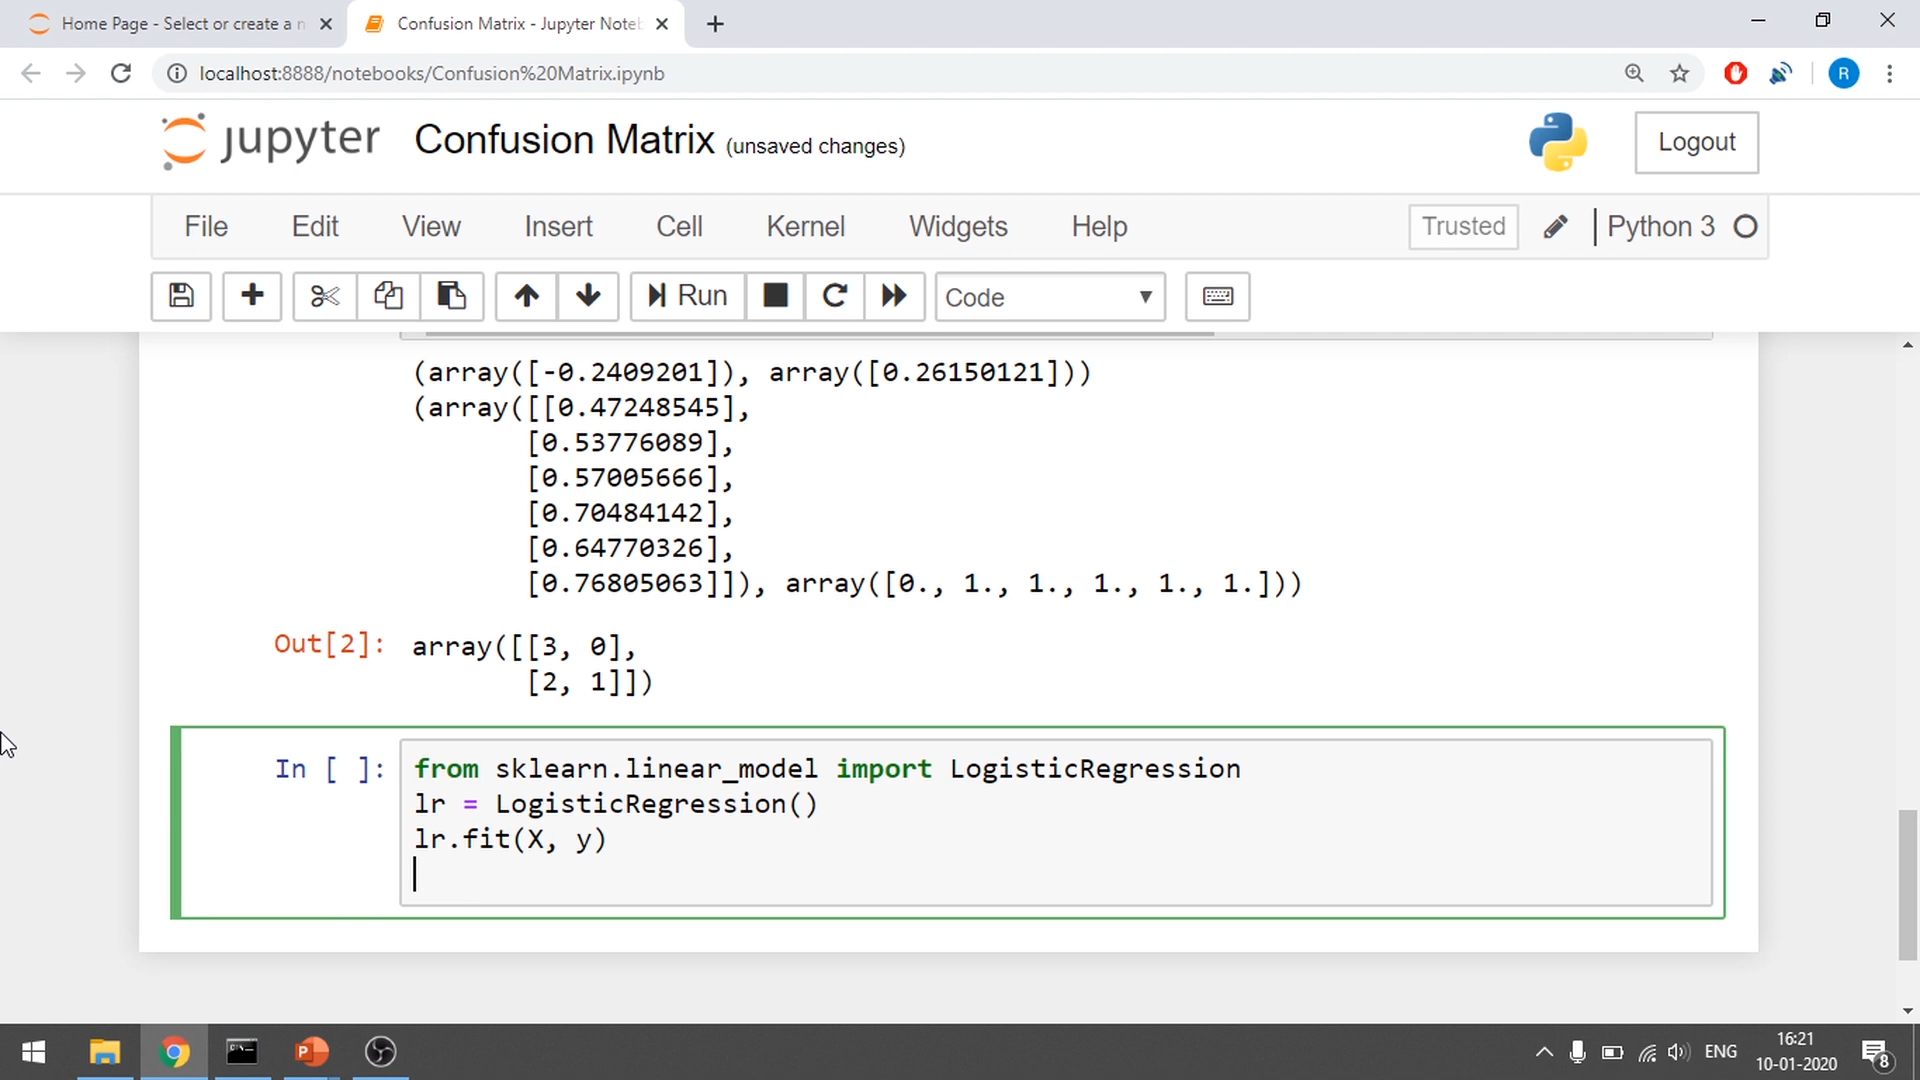 Home Page - Select or create a n
Confusion Matrix - Jupyter Noteb
localhost:8888/notebooks/Confusion%20Matrix.ipynb
R
jupyter Confusion Matrix (unsaved changes)
Logout
File Edit View Insert Cell Kernel Widgets Help
Trusted
Python 3
Run
Code
(array([-0.2409201]), array([0.26150121]))
(array([[0.47248545],
[0.53776089],
[0.57005666],
[0.70484142],
[0.64770326],
[0.76805063]]), array([0., 1., 1., 1., 1., 1.]))
Out[2]: array([[3, 0],
[2, 1]])
In [ ]: from sklearn.linear_model import LogisticRegression
lr = LogisticRegression()
lr.fit(X, y)
ENG
16:21
10-01-2020
8